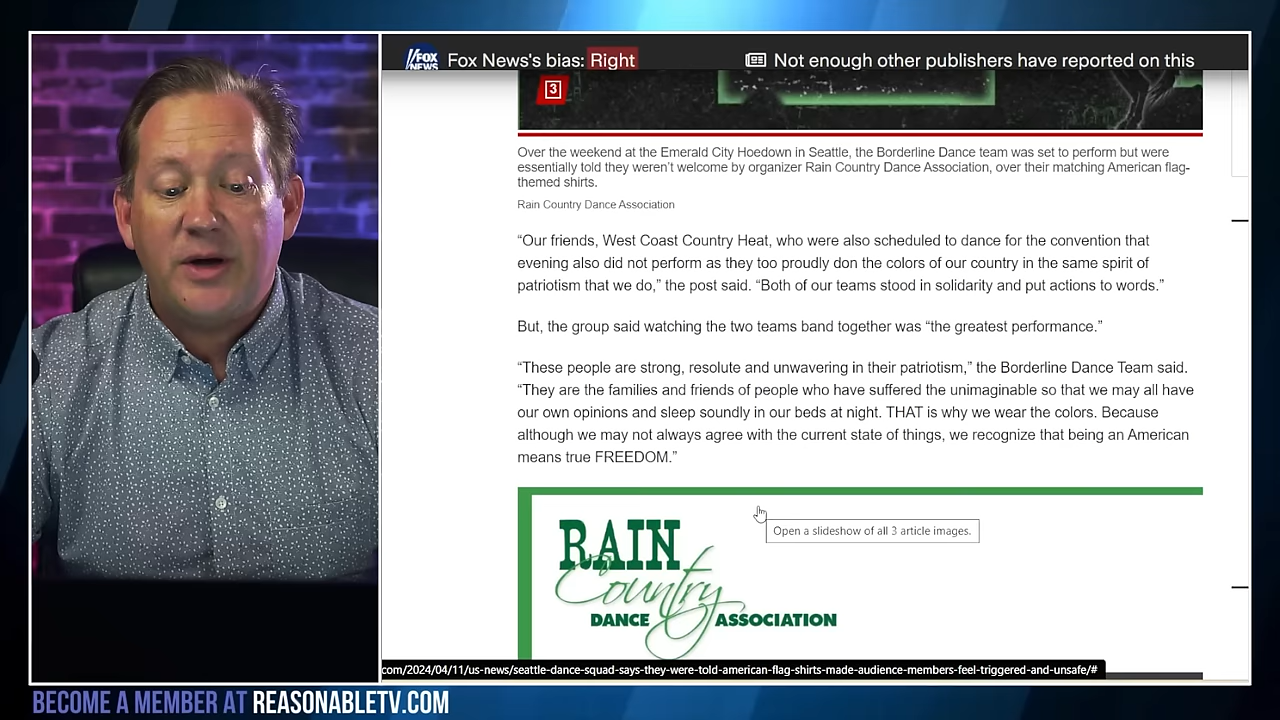 FOX
NEWS
Fox News's bias: Right
Not enough other publishers have reported on this
3
Over the weekend at the Emerald City Hoedown in Seattle, the Borderline Dance team was set to perform but were
essentially told they weren’t welcome by organizer Rain Country Dance Association, over their matching American flag-
themed shirts.
Rain Country Dance Association
“Our friends, West Coast Country Heat, who were also scheduled to dance for the convention that
evening also did not perform as they too proudly don the colors of our country in the same spirit of
patriotism that we do,” the post said. “Both of our teams stood in solidarity and put actions to words.”
But, the group said watching the two teams band together was “the greatest performance.”
“These people are strong, resolute and unwavering in their patriotism,” the Borderline Dance Team said.
“They are the families and friends of people who have suffered the unimaginable so that we may all have
our own opinions and sleep soundly in our beds at night. THAT is why we wear the colors. Because
although we may not always agree with the current state of things, we recognize that being an American
means true FREEDOM.”
Open a slideshow of all 3 article images.
RAIN
Country
DANCE ASSOCIATION
com/2024/04/11/us-news/seattle-dance-squad-says-they-were-told-american-flag-shirts-made-audience-members-feel-triggered-and-unsafe/#
BECOME A MEMBER AT REASONABLETV.COM